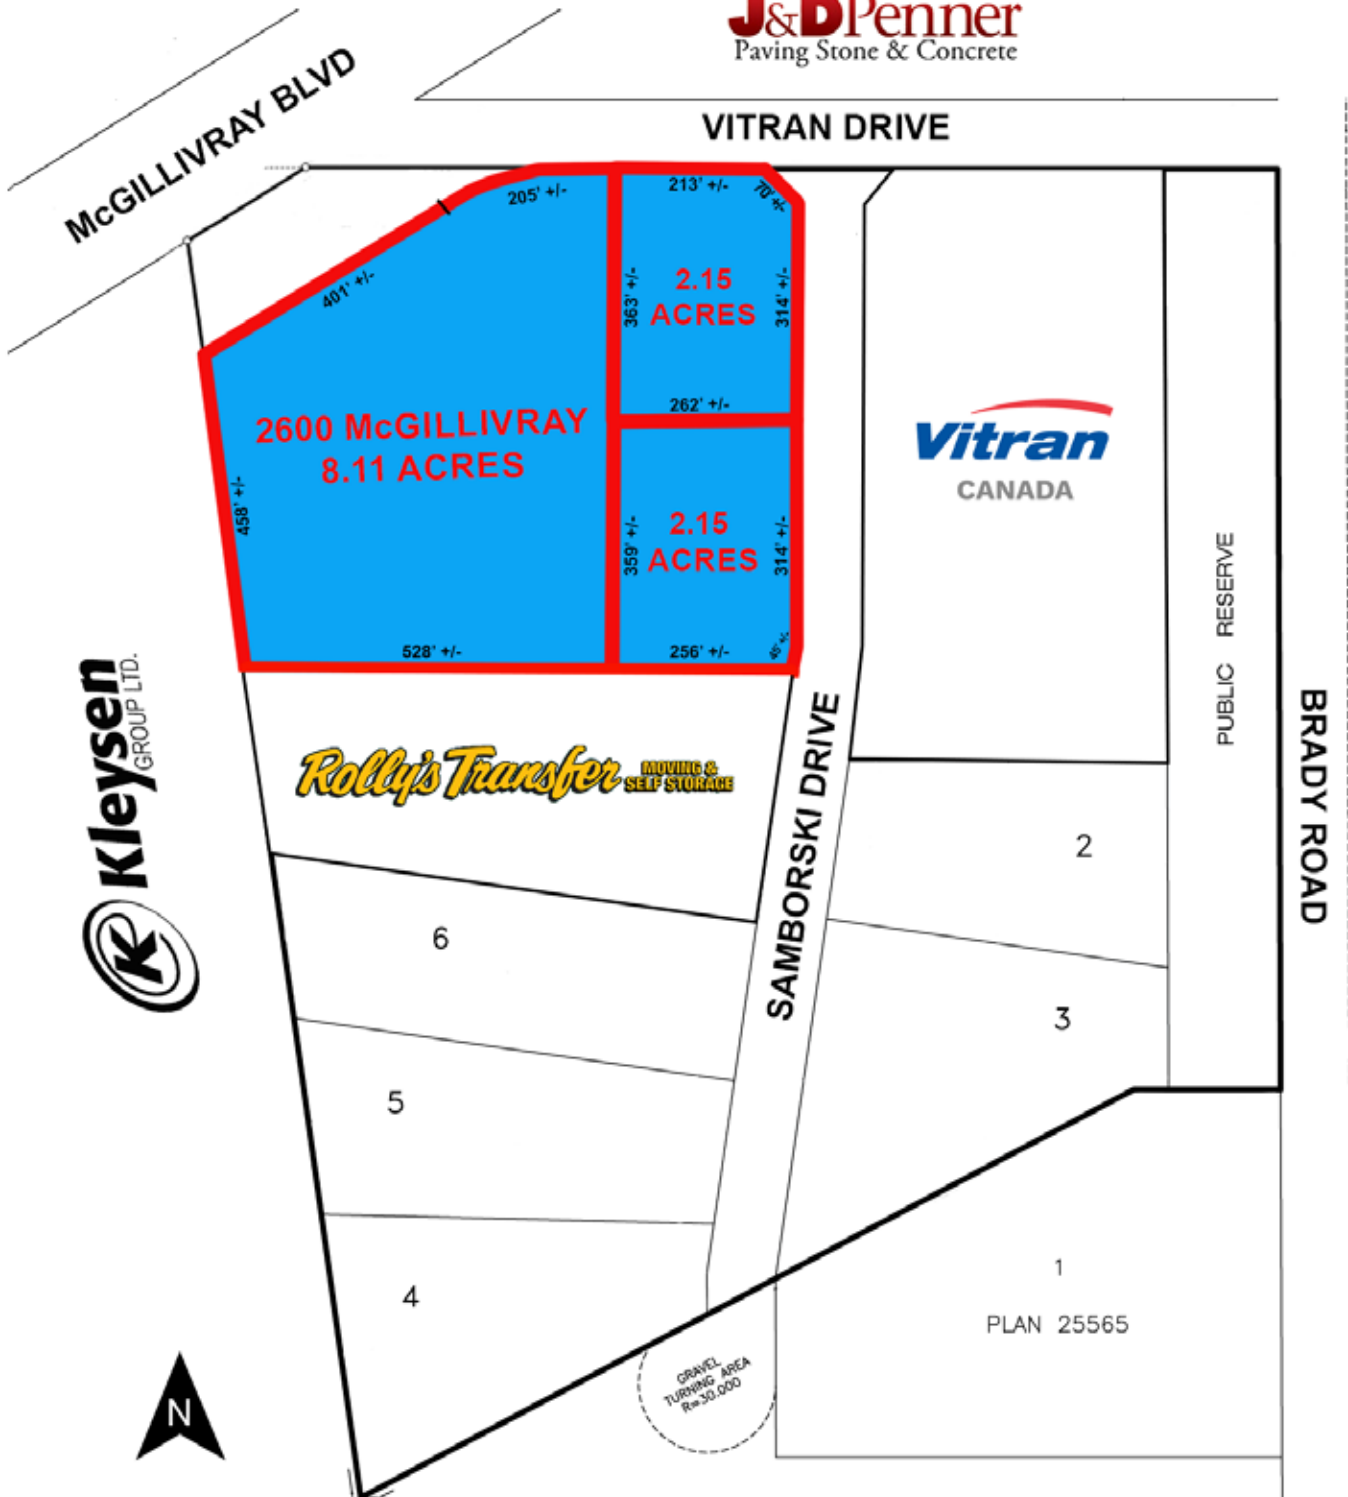 J&D Penner
Paving Stone & Concrete
McGILLIVRAY BLVD
VITRAN DRIVE
205' +/-
213' +/-
70' +/-
401' +/-
363' +/-
2.15
ACRES
314' +/-
262' +/-
2600 McGILLIVRAY
8.11 ACRES
458' +/-
359' +/-
2.15
ACRES
314' +/-
528' +/-
256' +/-
45' +/-
Vitran
CANADA
PUBLIC RESERVE
BRADY ROAD
Kleysen
GROUP LTD.
K
Rolly's Transfer
MOVING &
SELF STORAGE
SAMBORSKI DRIVE
2
6
3
5
4
1
PLAN 25565
GRAVEL
TURNING AREA
R=30.000
N